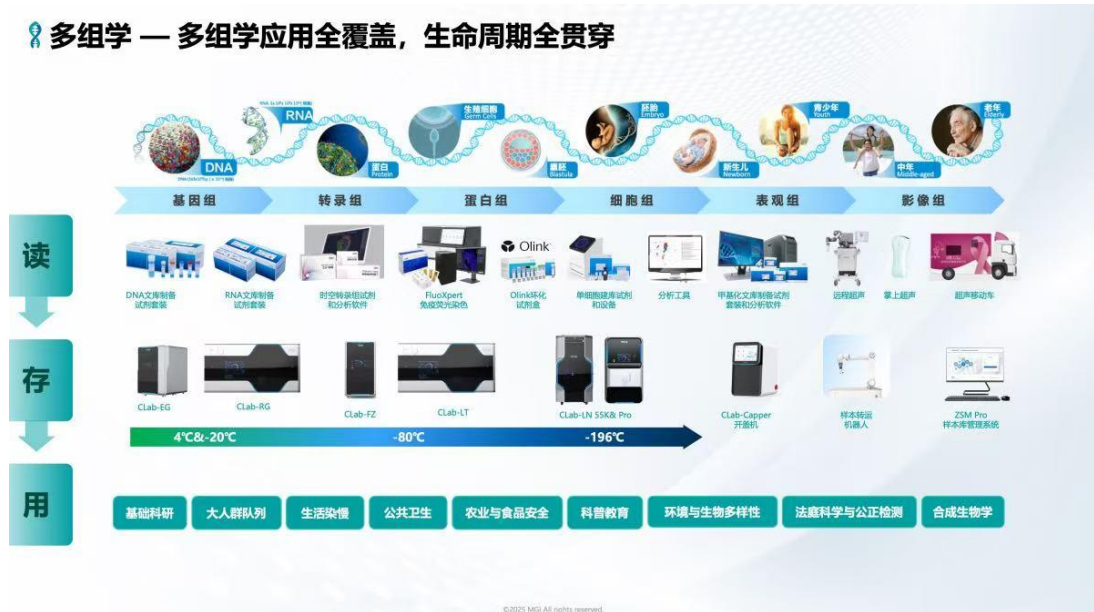 多组学 — 多组学应用全覆盖，生命周期全贯穿
RNA
DNA
蛋白
Protein
生殖细胞
Germ Cells
囊胚
Blastula
胚胎
Embryo
新生儿
Newborn
青少年
Youth
中年
Middle-aged
老年
Elderly
基因组
转录组
蛋白组
细胞组
表观组
影像组
读
DNA文库制备
试剂套装
RNA文库制备
试剂套装
时空转录组试剂
和分析软件
FluoXpert
免疫荧光染色
Olink
Olink环化
试剂盒
单细胞建库试剂
和设备
分析工具
甲基化文库制备试剂
套装和分析软件
远程超声
掌上超声
超声移动车
存
CLab-EG
CLab-RG
CLab-FZ
CLab-LT
CLab-LN 55K& Pro
CLab-Capper
开盖机
样本转运
机器人
ZSM Pro
样本库管理系统
4℃&-20℃
-80℃
-196℃
用
基础科研
大人群队列
生活染慢
公共卫生
农业与食品安全
科普教育
环境与生物多样性
法庭科学与公正检测
合成生物学
©2025 MGI All rights reserved.